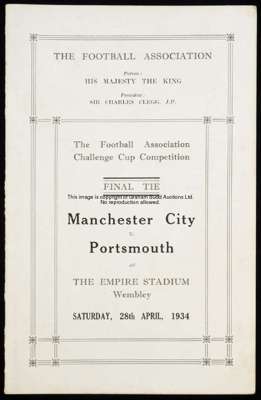 THE FOOTBALL ASSOCIATION
Patron:
HIS MAJESTY THE KING
President:
SIR CHARLES CLEGG, J.P.
The Football Association
Challenge Cup Competition
FINAL TIE
This image is copyright of Graham Budd Auctions Ltd.
No reproduction allowed.
Manchester City
v.
Portsmouth
at
THE EMPIRE STADIUM
Wembley
SATURDAY, 28th APRIL, 1934